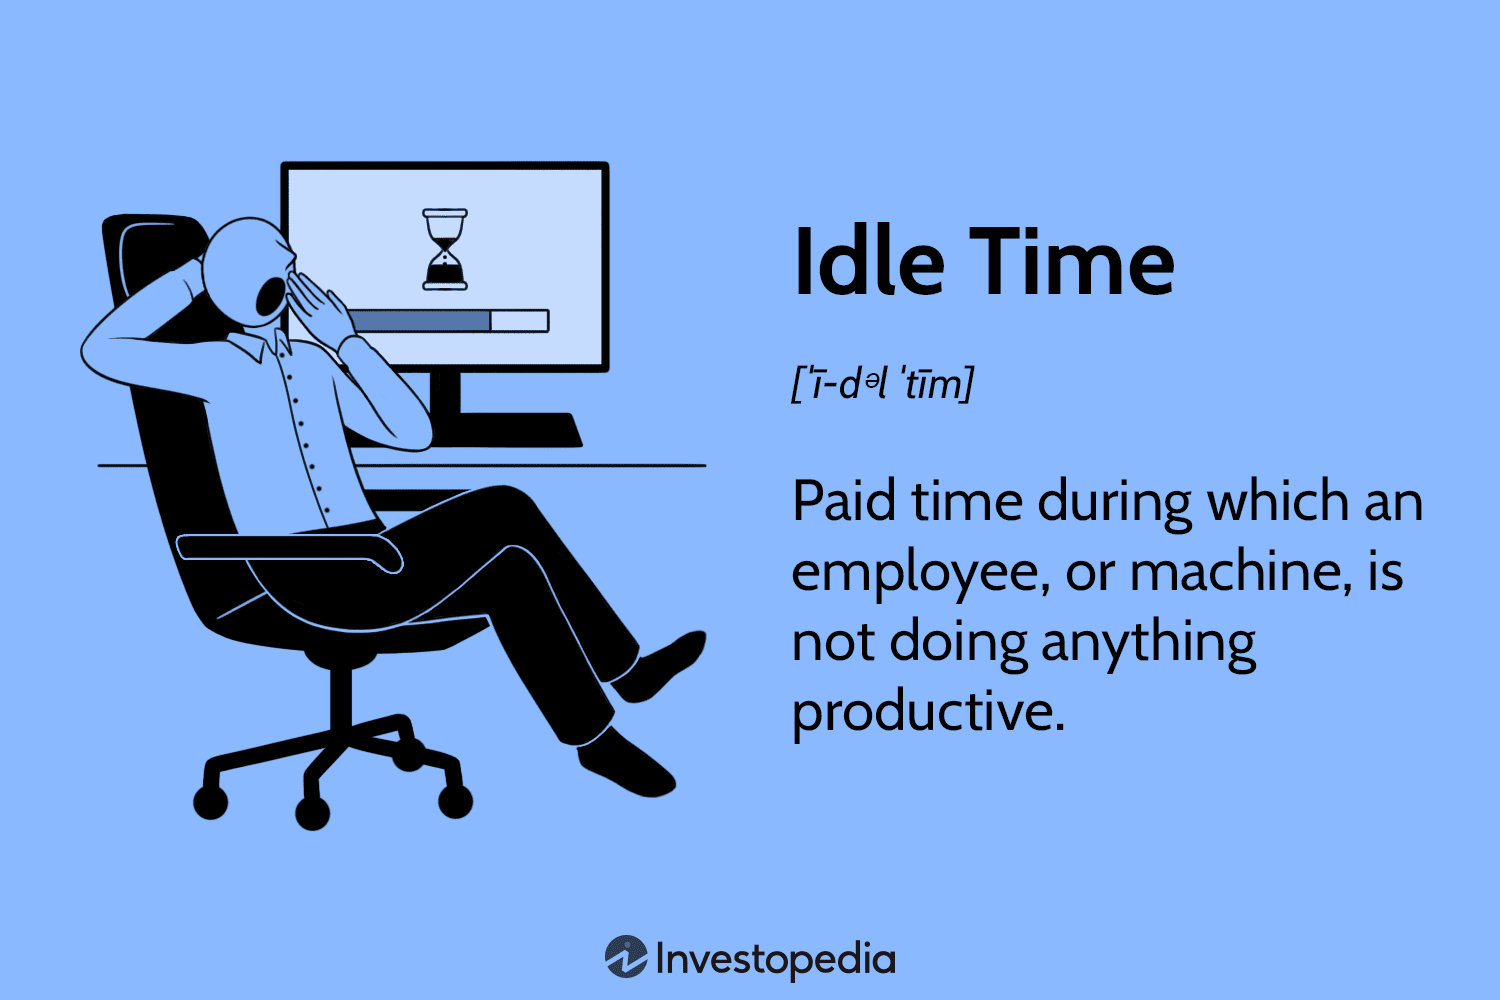 Idle Time
[ˈī-dᵊl ˈtīm]
Paid time during which an
employee, or machine, is
not doing anything
productive.
Investopedia